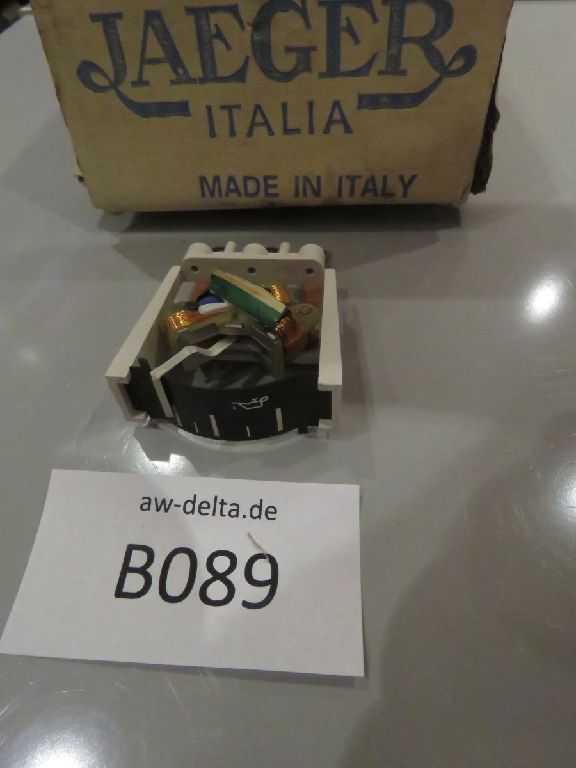 JAEGER
ITALIA
MADE IN ITALY
aw-delta.de
B089